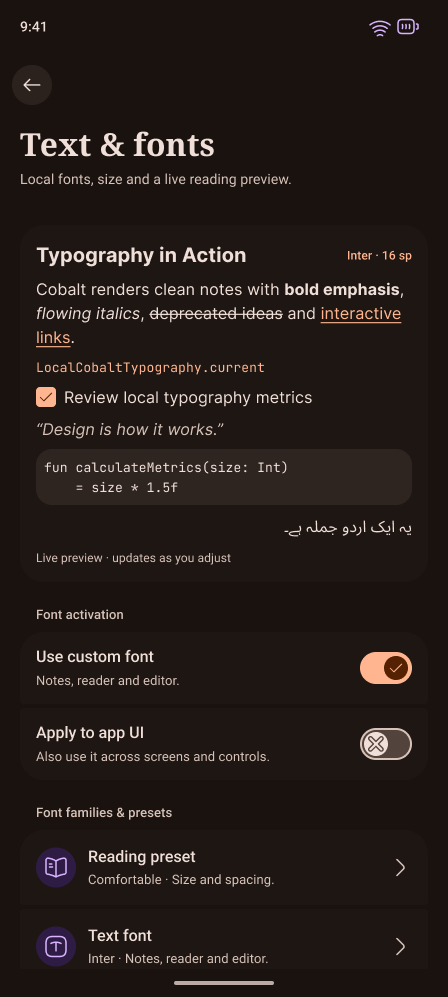 9:41
Text & fonts
Local fonts, size and a live reading preview.
Typography in Action
Inter · 16 sp
Cobalt renders clean notes with bold emphasis,
flowing italics, deprecated ideas and interactive
links.
LocalCobaltTypography.current
Review local typography metrics
“Design is how it works.”
fun calculateMetrics(size: Int)
    = size * 1.5f
یہ ایک اردو جملہ ہے۔
Live preview · updates as you adjust
Font activation
Use custom font
Notes, reader and editor.
Apply to app UI
Also use it across screens and controls.
Font families & presets
Reading preset
Comfortable · Size and spacing.
Text font
Inter · Notes, reader and editor.